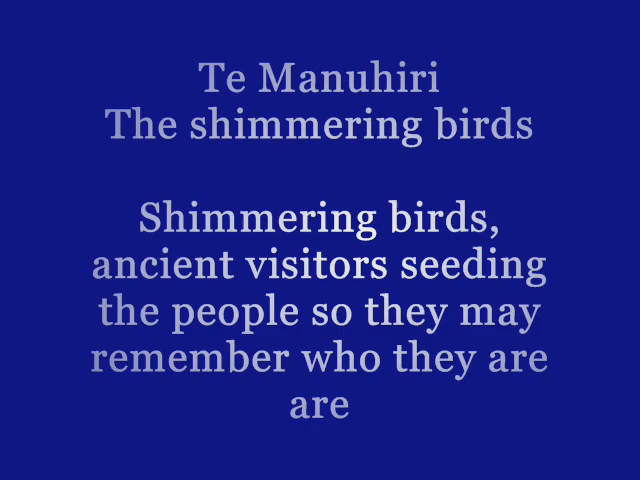 Te Manuhiri
The shimmering birds
Shimmering birds,
ancient visitors seeding
the people so they may
remember who they are
are